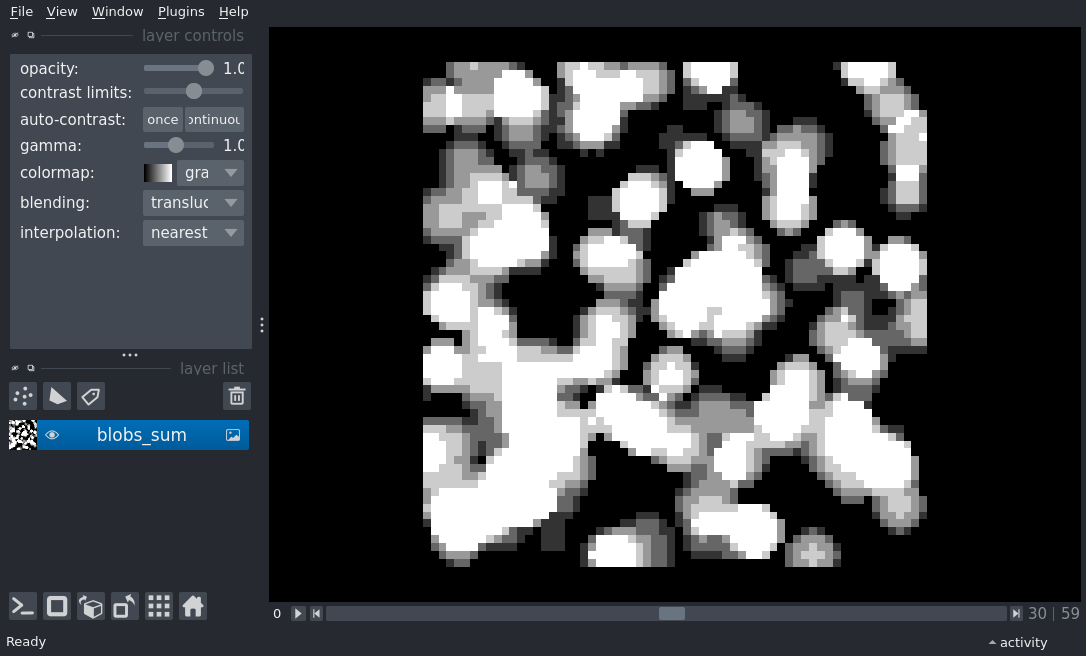 File View Window Plugins Help
layer controls
opacity: 1.0
contrast limits:
auto-contrast: once ontinuou
gamma: 1.0
colormap: gra
blending: transluc
interpolation: nearest
layer list
blobs_sum
0 30 59
Ready activity